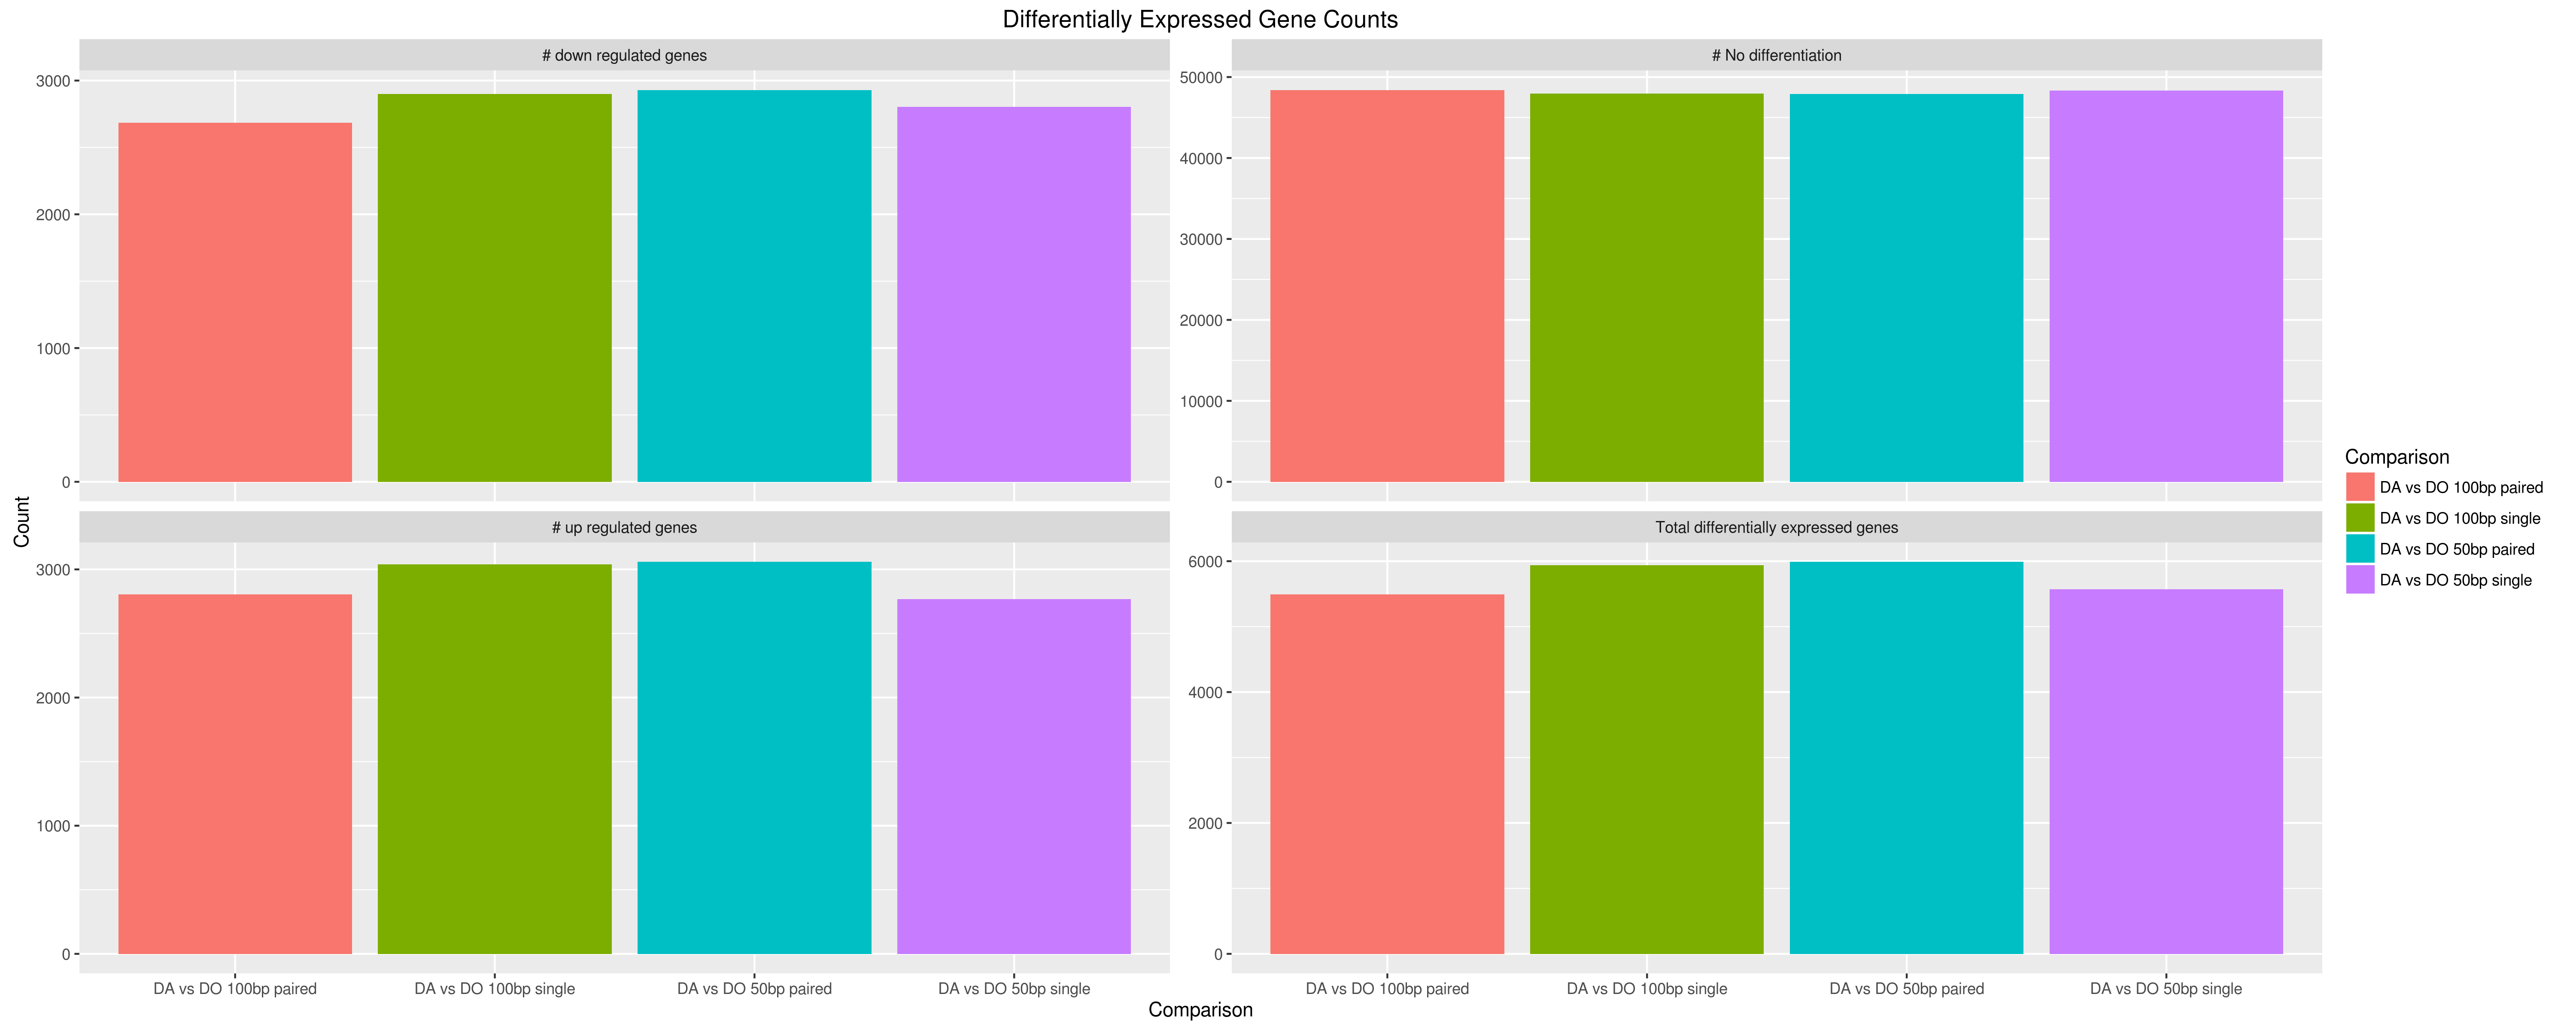 Differentially Expressed Gene Counts
# down regulated genes
3000
2000
1000
0
# No differentiation
50000
40000
30000
20000
10000
0
# up regulated genes
3000
2000
1000
0
DA vs DO 100bp paired
DA vs DO 100bp single
DA vs DO 50bp paired
DA vs DO 50bp single
Total differentially expressed genes
6000
4000
2000
0
DA vs DO 100bp paired
DA vs DO 100bp single
DA vs DO 50bp paired
DA vs DO 50bp single
Count
Comparison
Comparison
DA vs DO 100bp paired
DA vs DO 100bp single
DA vs DO 50bp paired
DA vs DO 50bp single